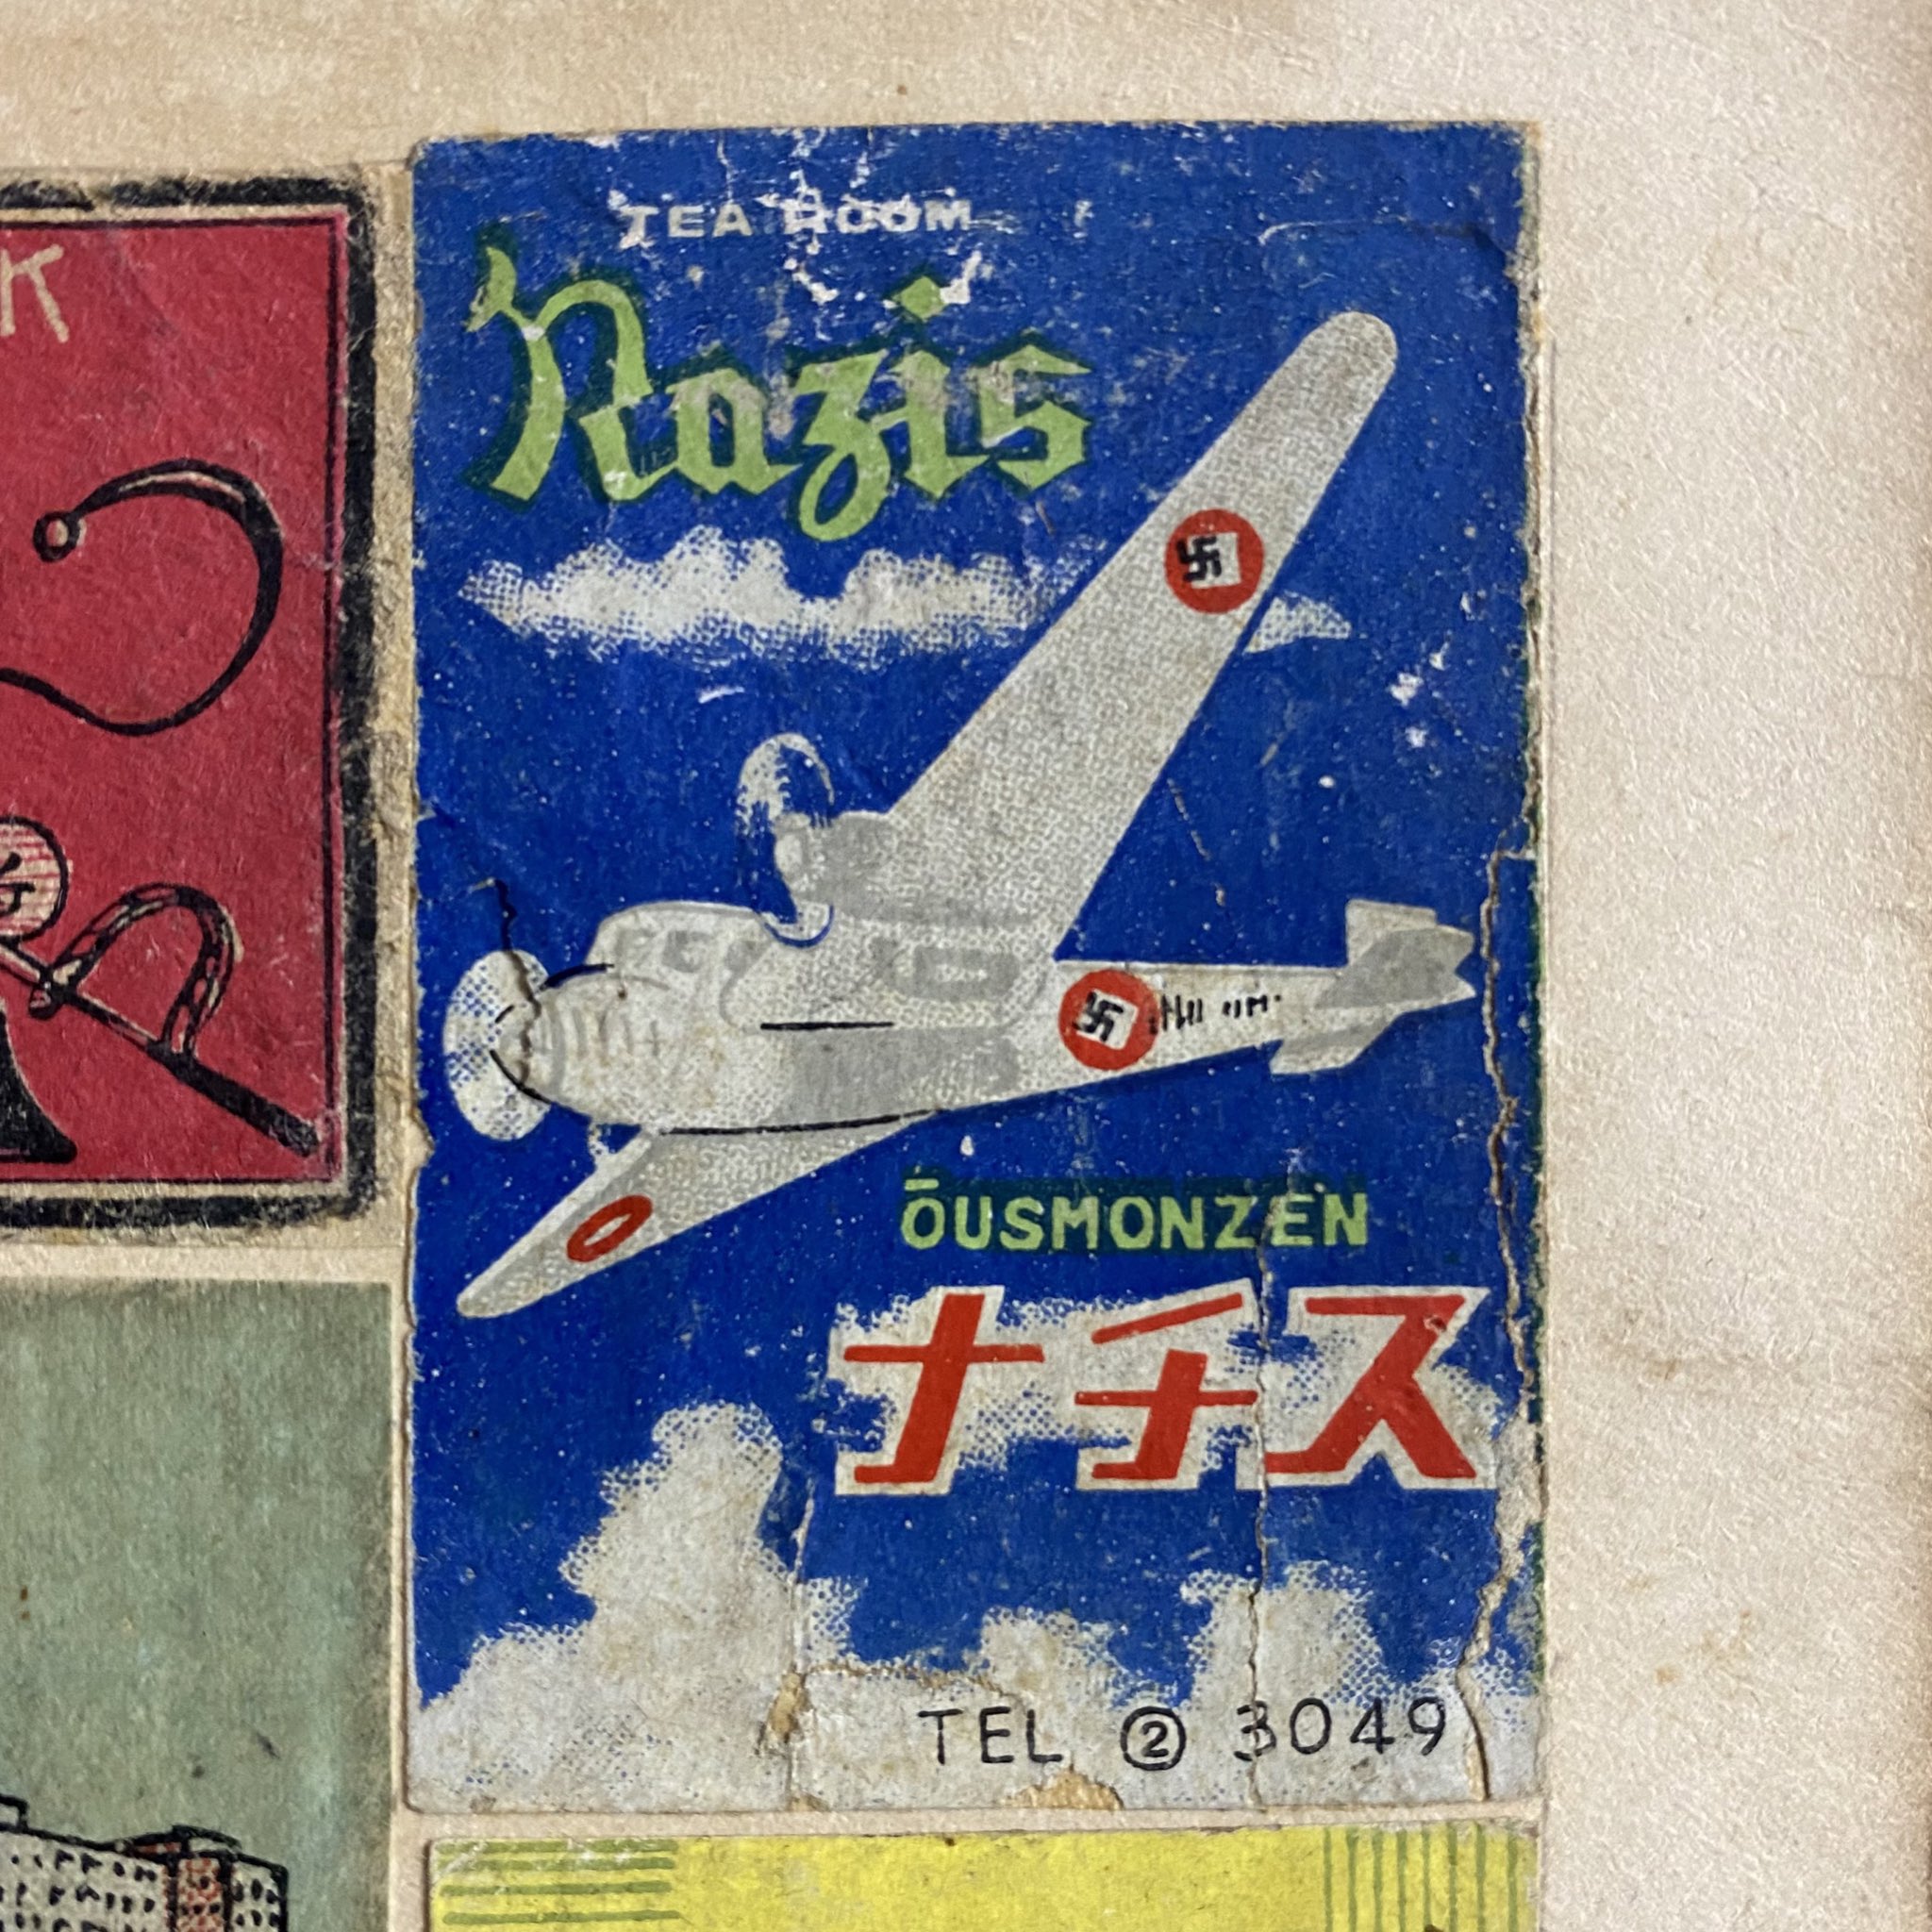 K
TEA ROOM
Nazis
ŌUSMONZEN
ナチス
TEL ② 3049